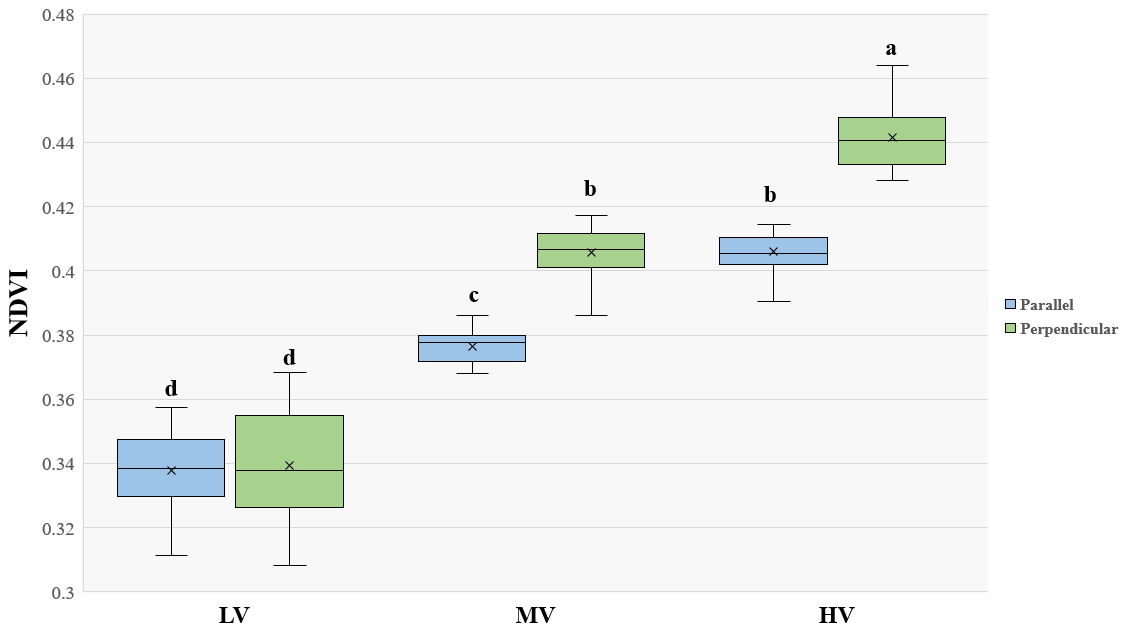 0.48
a
0.46
0.44
b
b
0.42
0.4
NDVI
c
Parallel
Perpendicular
0.38
d
d
0.36
0.34
0.32
0.3
LV
MV
HV